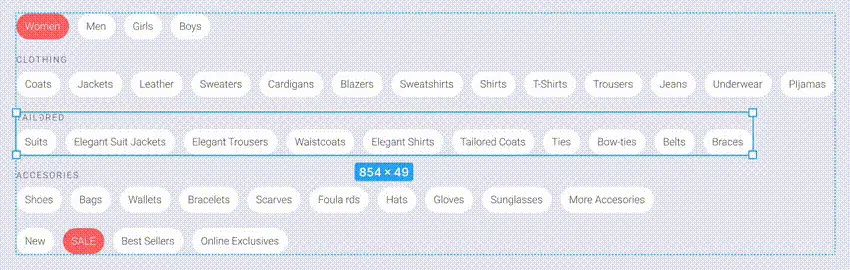 Women Men Girls Boys
CLOTHING
Coats Jackets Leather Sweaters Cardigans Blazers Sweatshirts Shirts T-Shirts Trousers Jeans Underwear PIjamas
TAILORED
Suits Elegant Suit Jackets Elegant Trousers Waistcoats Elegant Shirts Tailored Coats Ties Bow-ties Belts Braces
854 × 49
ACCESORIES
Shoes Bags Wallets Bracelets Scarves Foula rds Hats Gloves Sunglasses More Accesories
New SALE Best Sellers Online Exclusives